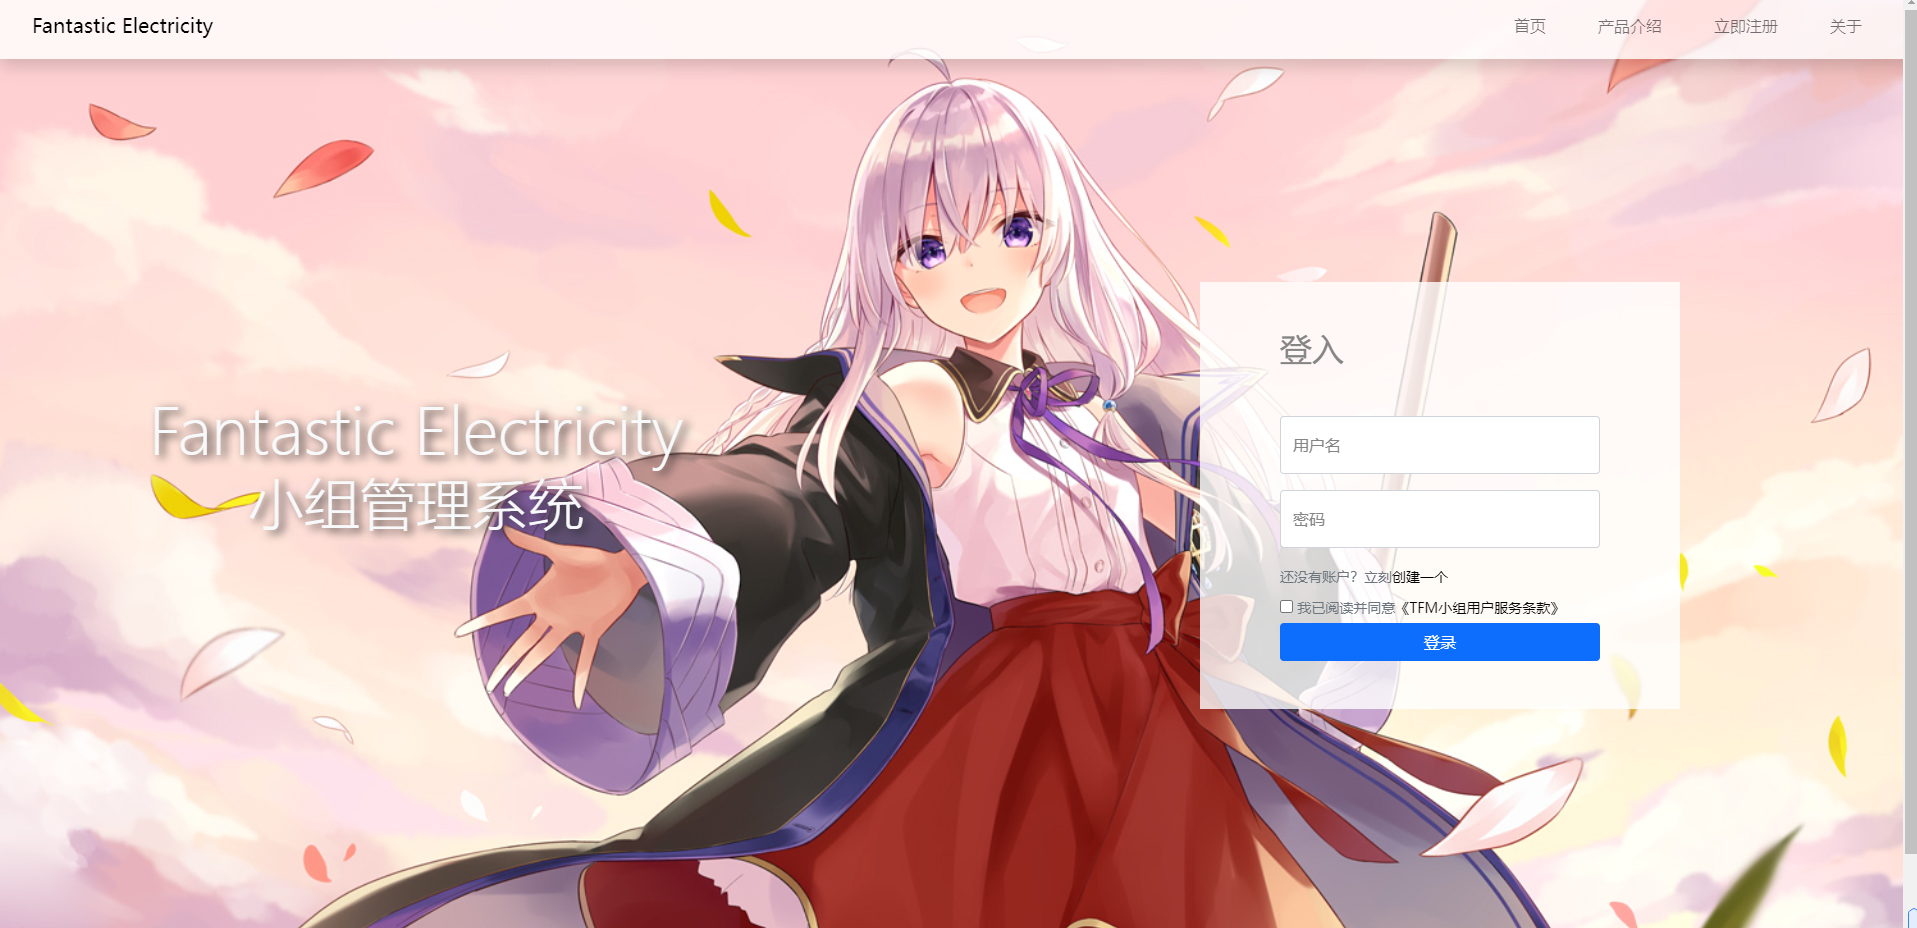 Fantastic Electricity
首页 产品介绍 立即注册 关于
Fantastic Electricity
小组管理系统
登入
用户名
密码
还没有账户？立刻创建一个
我已阅读并同意《TFM小组用户服务条款》
登录